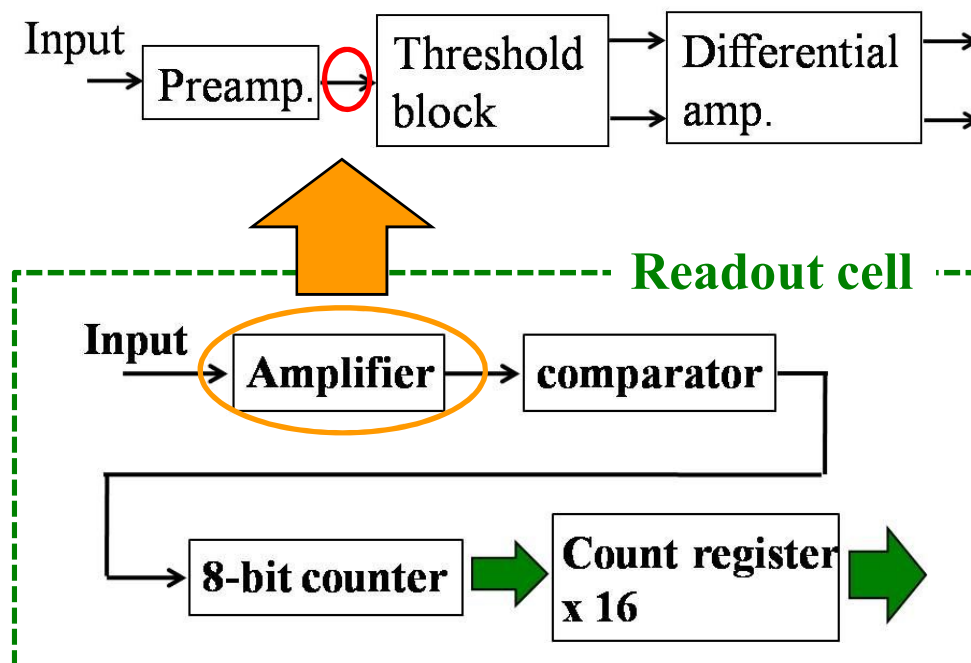 Input
Preamp.
Threshold
block
Differential
amp.
Readout cell
Input
Amplifier
comparator
8-bit counter
Count register
x 16